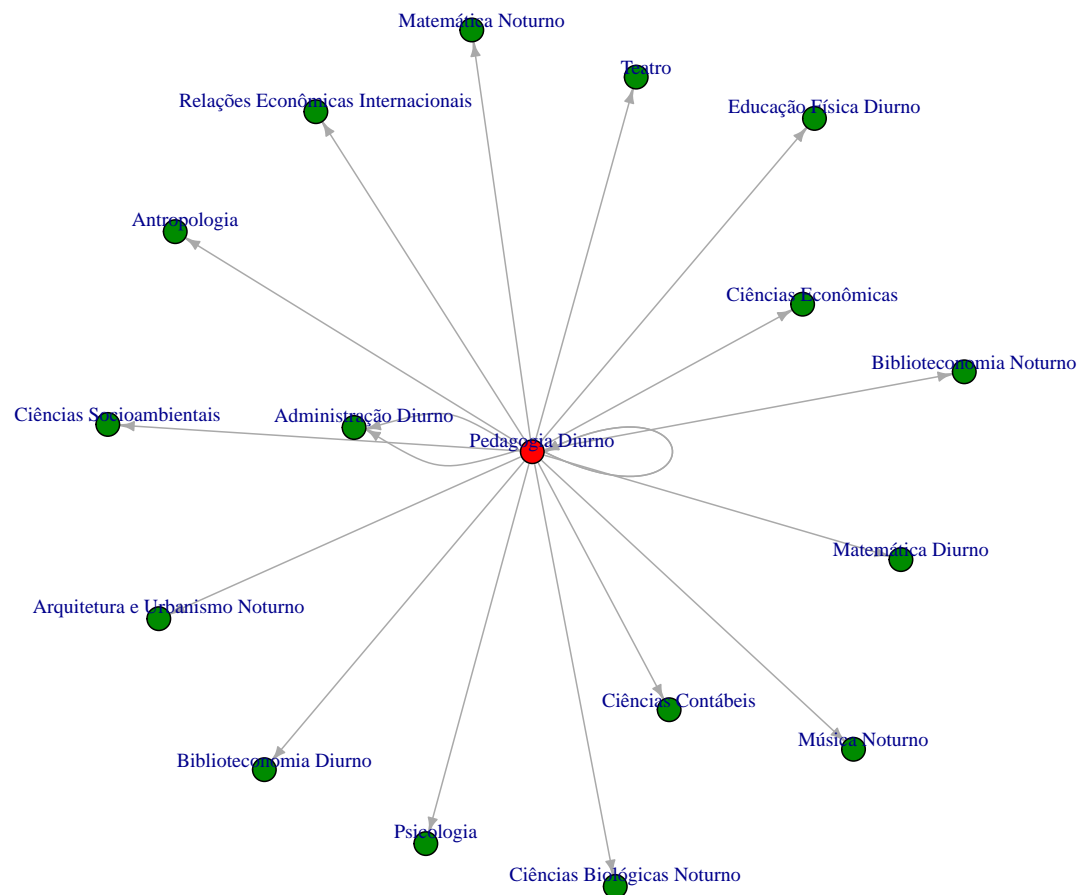 Matemática Noturno
Teatro
Relações Econômicas Internacionais
Educação Física Diurno
Antropologia
Ciências Econômicas
Biblioteconomia Noturno
Ciências Socioambientais
Administração Diurno
Pedagogia Diurno
Matemática Diurno
Arquitetura e Urbanismo Noturno
Ciências Contábeis
Música Noturno
Biblioteconomia Diurno
Psicologia
Ciências Biológicas Noturno